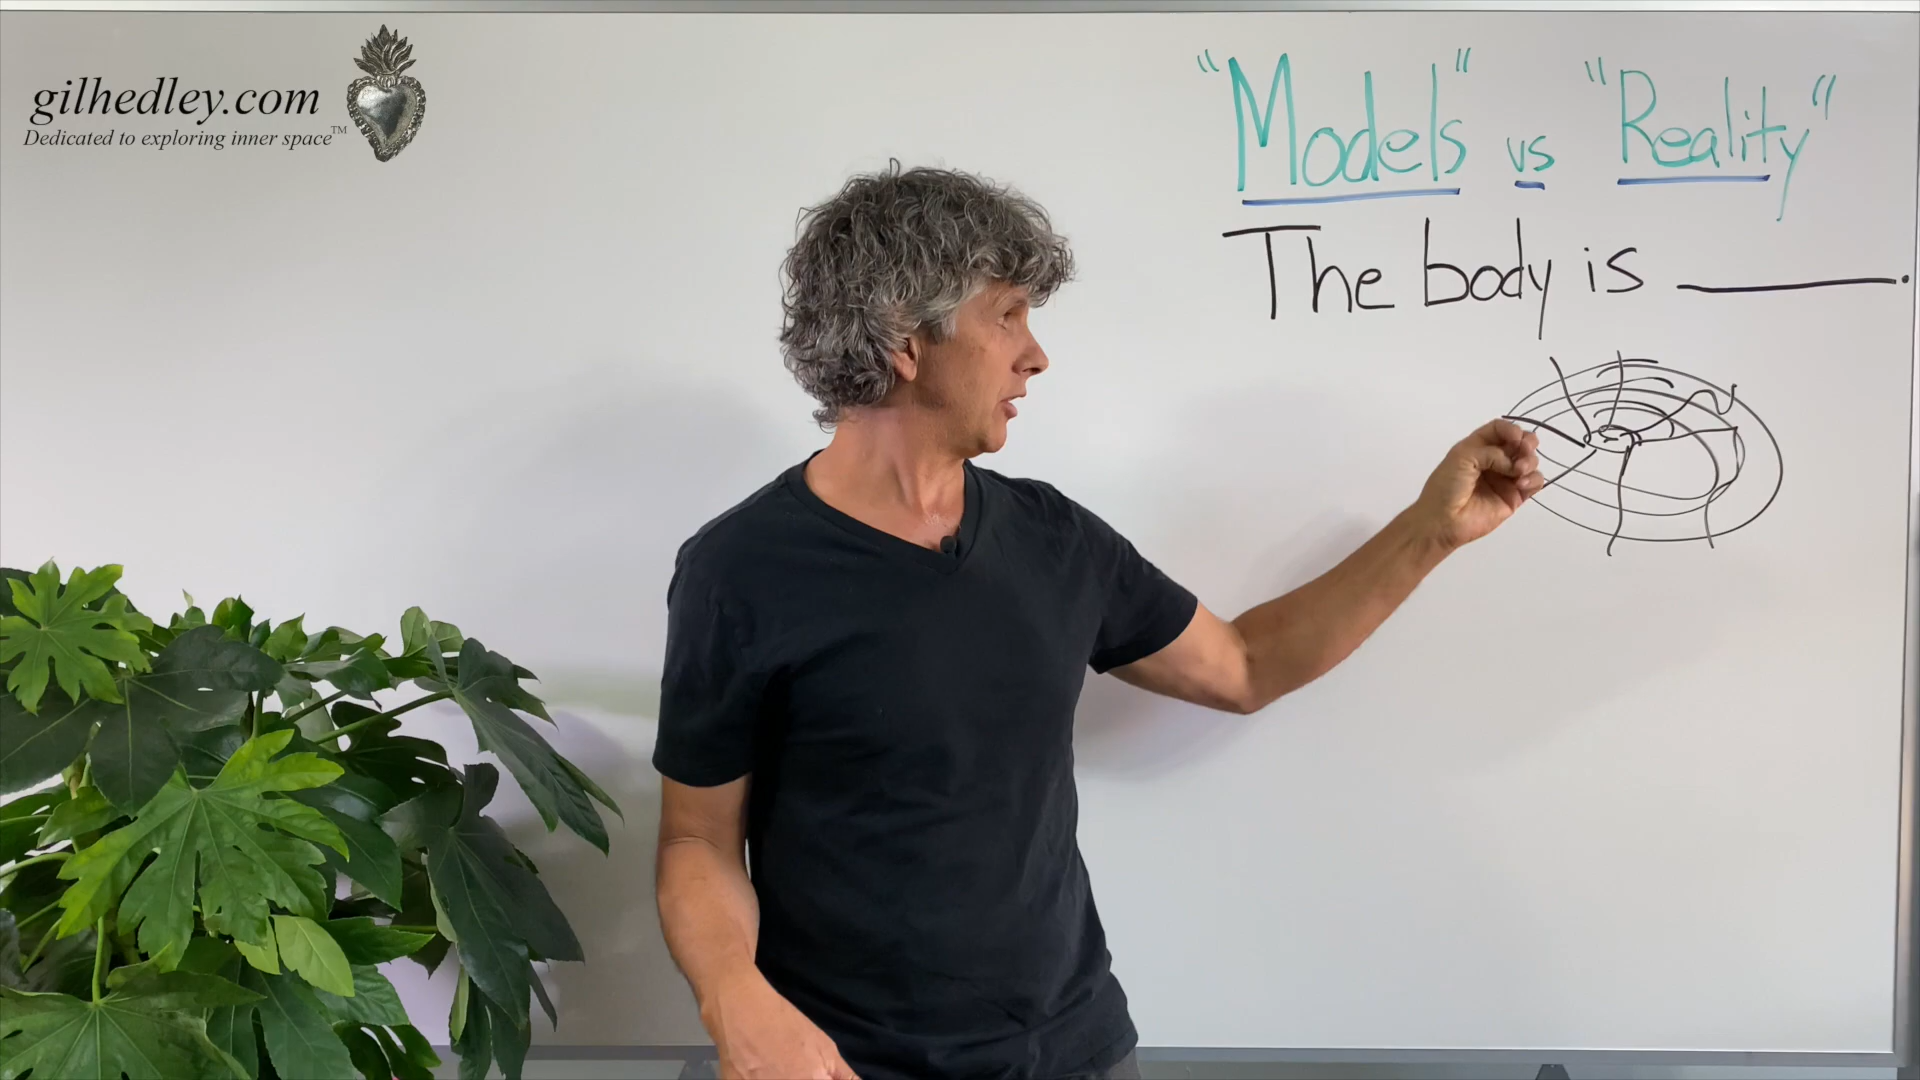 gilhedley.com
Dedicated to exploring inner space™
"Models" vs "Reality"
The body is ______.